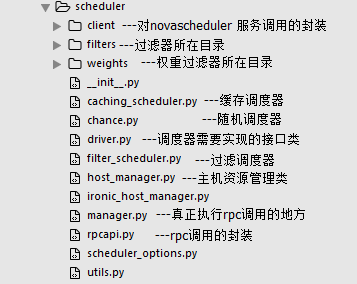 scheduler
client ---对novascheduler 服务调用的封装
filters---过滤器所在目录
weights ---权重过滤器所在目录
__init__.py
caching_scheduler.py ---缓存调度器
chance.py ---随机调度器
driver.py ---调度器需要实现的接口类
filter_scheduler.py ---过滤调度器
host_manager.py ---主机资源管理类
ironic_host_manager.py
manager.py ---真正执行rpc调用的地方
rpcapi.py ---rpc调用的封装
scheduler_options.py
utils.py